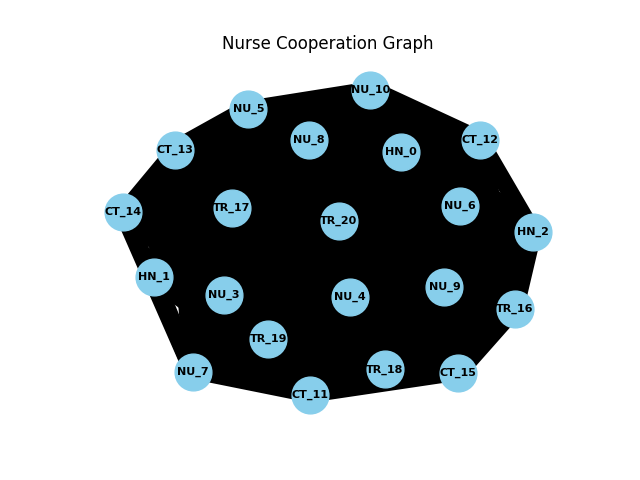 Nurse Cooperation Graph
NU_10
NU_5
NU_8
CT_12
CT_13
HN_0
NU_6
TR_17
CT_14
TR_20
HN_2
HN_1
NU_9
NU_3
NU_4
TR_16
TR_19
TR_18
NU_7
CT_15
CT_11